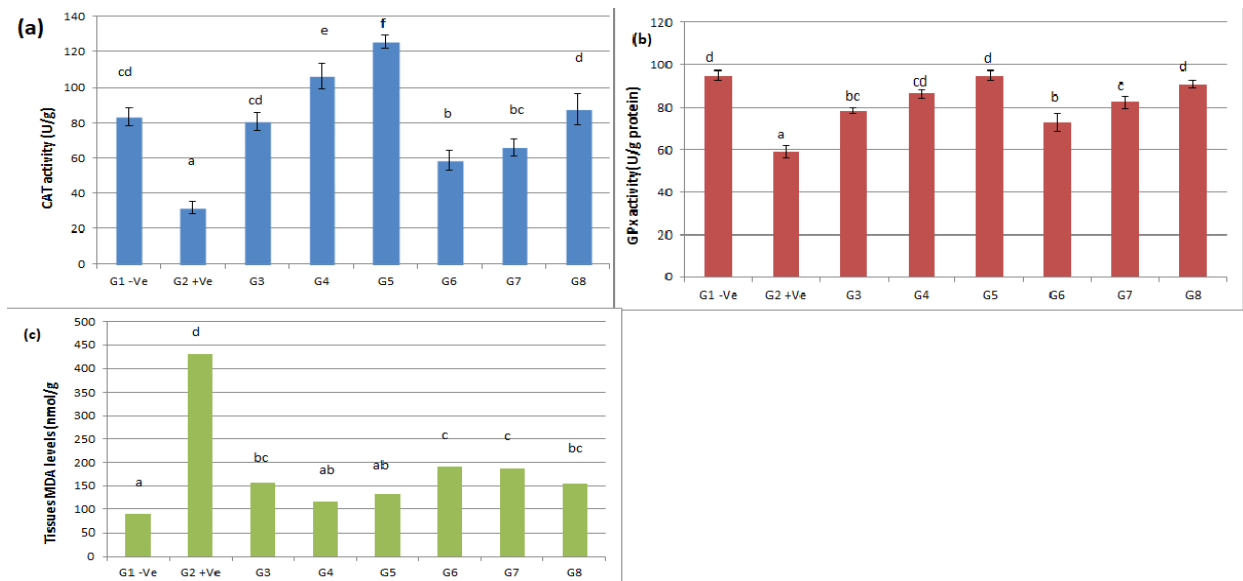 (a)
CAT activity (U/g)
140
120
100
80
60
40
20
0
cd
a
cd
e
f
b
bc
d
G1 -Ve G2 +Ve G3 G4 G5 G6 G7 G8
(b)
GPx activity(U/g protein)
120
100
80
60
40
20
0
d
a
bc
cd
d
b
c
d
G1 -Ve G2 +Ve G3 G4 G5 G6 G7 G8
(c)
Tissues MDA levels (nmol/g
500
450
400
350
300
250
200
150
100
50
0
a
d
bc
ab
ab
c
c
bc
G1 -Ve G2 +Ve G3 G4 G5 G6 G7 G8